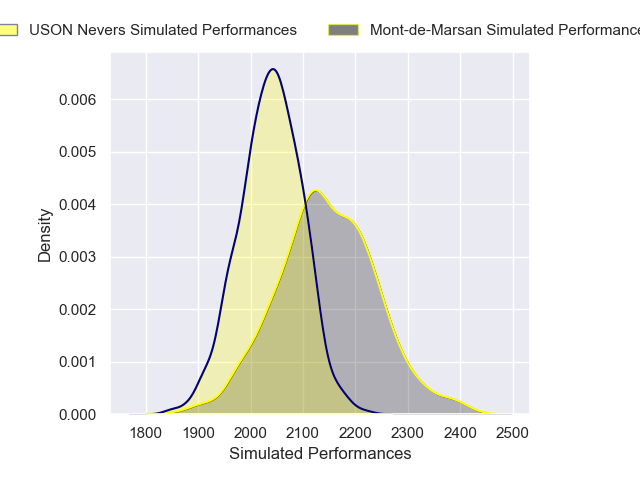 USON Nevers Simulated Performances
Mont-de-Marsan Simulated Performance
0.006
0.005
0.004
0.003
0.002
0.001
0.000
Density
1800 1900 2000 2100 2200 2300 2400 2500
Simulated Performances